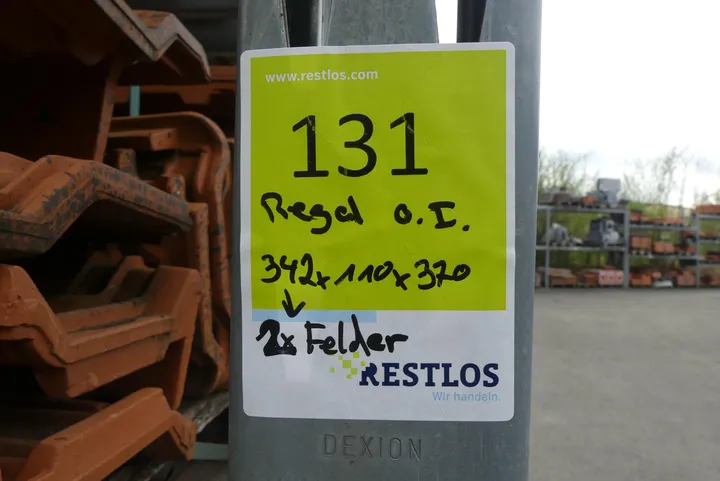 www.restlos.com
131
Regal o.I.
342x110x370
↓
2x Felder
RESTLOS
Wir handeln.
DEXION